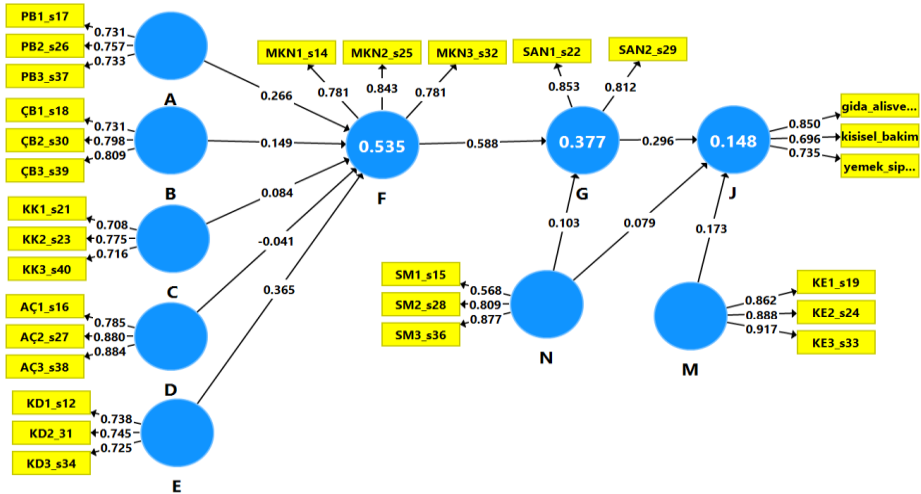 PB1_s17
0.731
PB2_s26
0.757
PB3_s37
0.733
A
0.266
ÇB1_s18
0.731
ÇB2_s30
0.798
ÇB3_s39
0.809
B
0.149
KK1_s21
0.708
KK2_s23
0.775
KK3_s40
0.716
C
0.084
AÇ1_s16
0.785
AÇ2_s27
0.880
AÇ3_s38
0.884
D
-0.041
KD1_s12
0.738
KD2_31
0.745
KD3_s34
0.725
E
0.365
MKN1_s14
MKN2_s25
MKN3_s32
0.781
0.843
0.781
0.535
F
0.588
SAN1_s22
SAN2_s29
0.853
0.812
0.377
G
0.296
0.148
J
0.850
gida_alisve...
0.696
kisisel_bakim
0.735
yemek_sip...
0.103
0.079
0.173
SM1_s15
0.568
SM2_s28
0.809
SM3_s36
0.877
N
M
0.862
KE1_s19
0.888
KE2_s24
0.917
KE3_s33